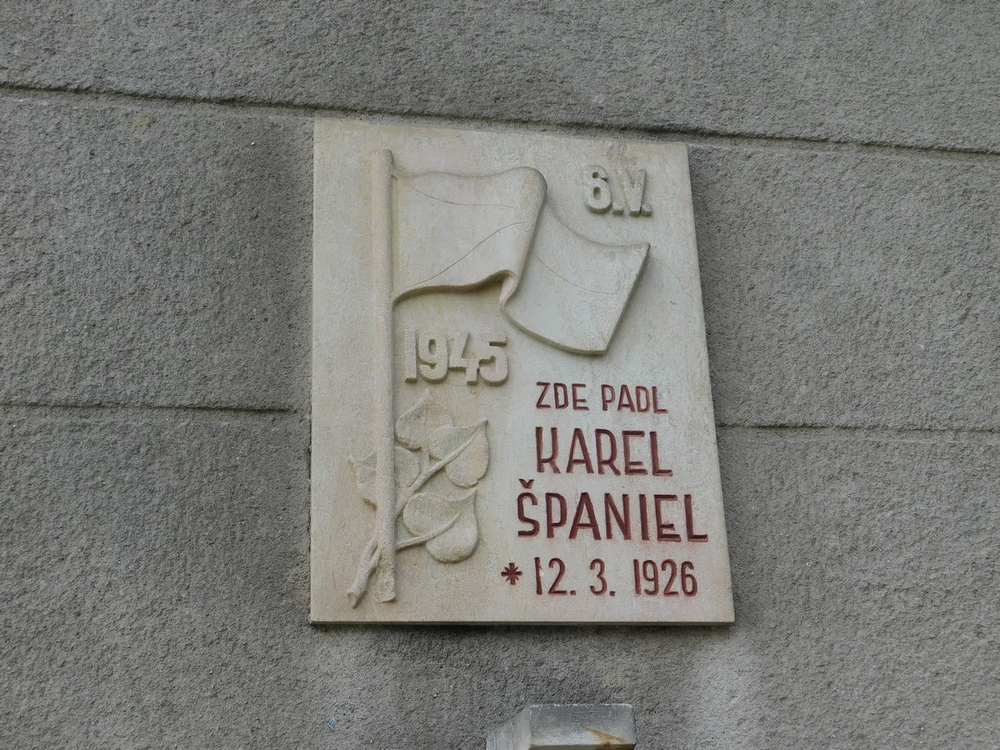 6.V.
1945
ZDE PADL
KAREL
ŠPANIEL
* 12. 3. 1926